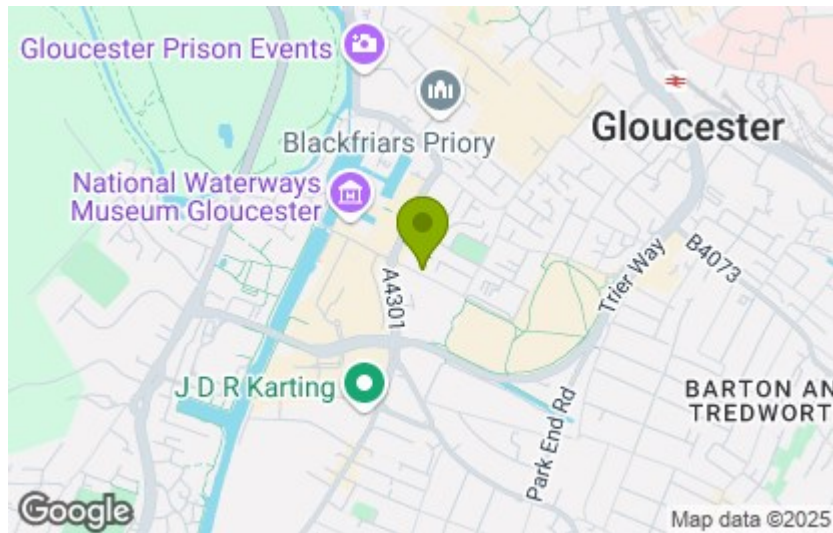 Gloucester Prison Events
Blackfriars Priory
Gloucester
National Waterways
Museum Gloucester
A4301
Trier Way
B4073
J D R Karting
Park End Rd
BARTON AN
TREDWORT
Google
Map data ©2025